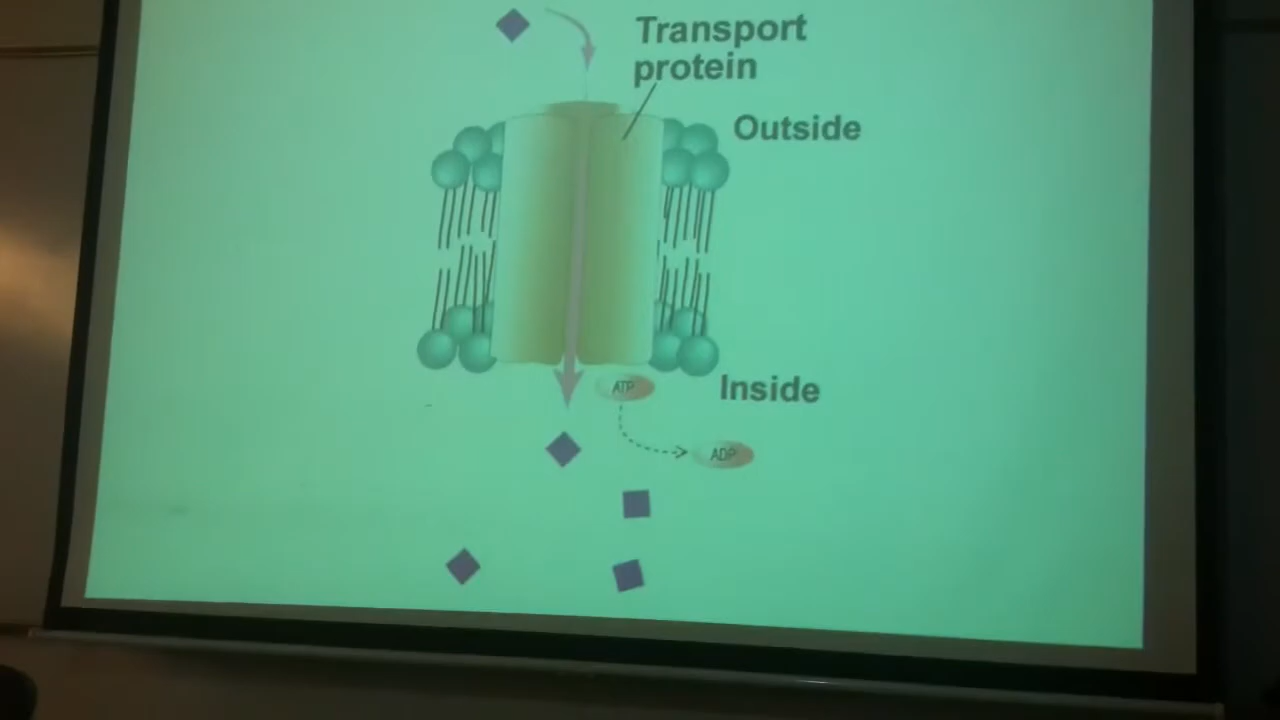 Transport
protein
Outside
Inside
ATP
ADP